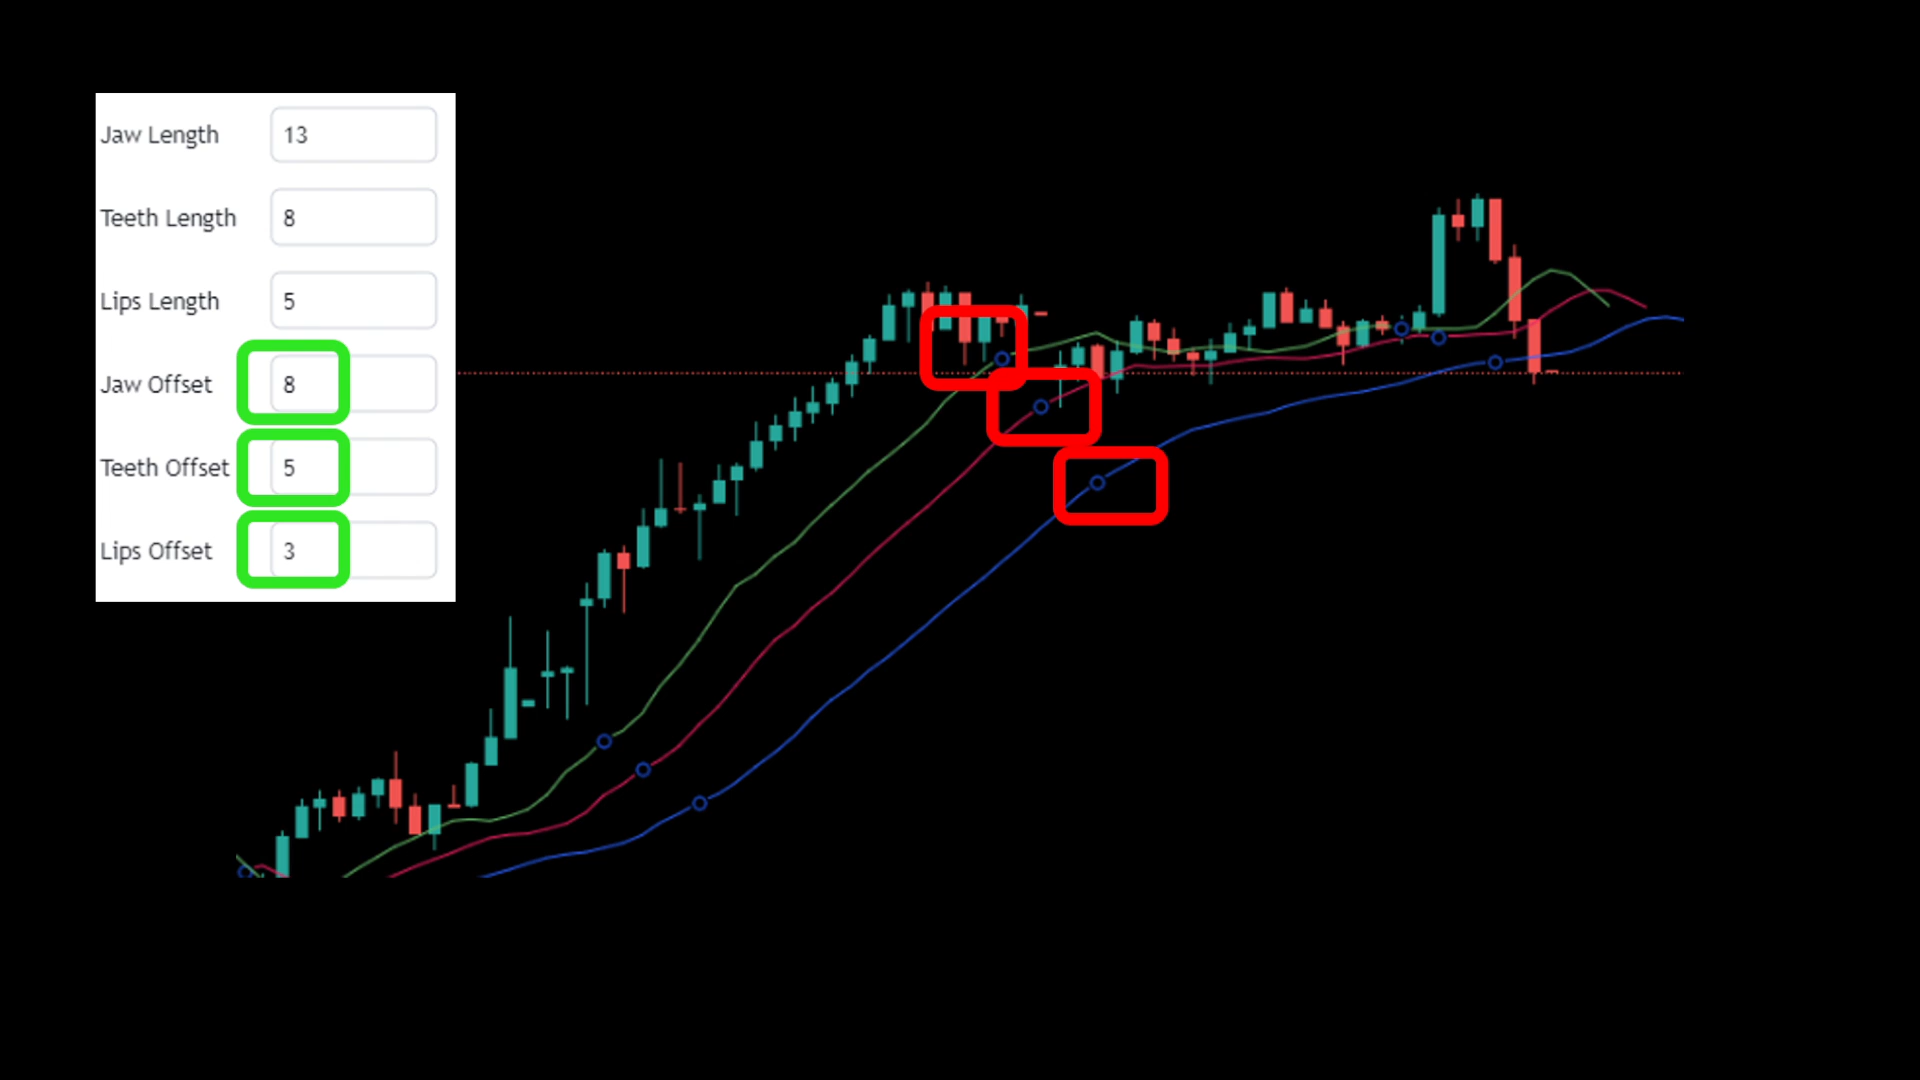 Jaw Length 13
Teeth Length 8
Lips Length 5
Jaw Offset 8
Teeth Offset 5
Lips Offset 3